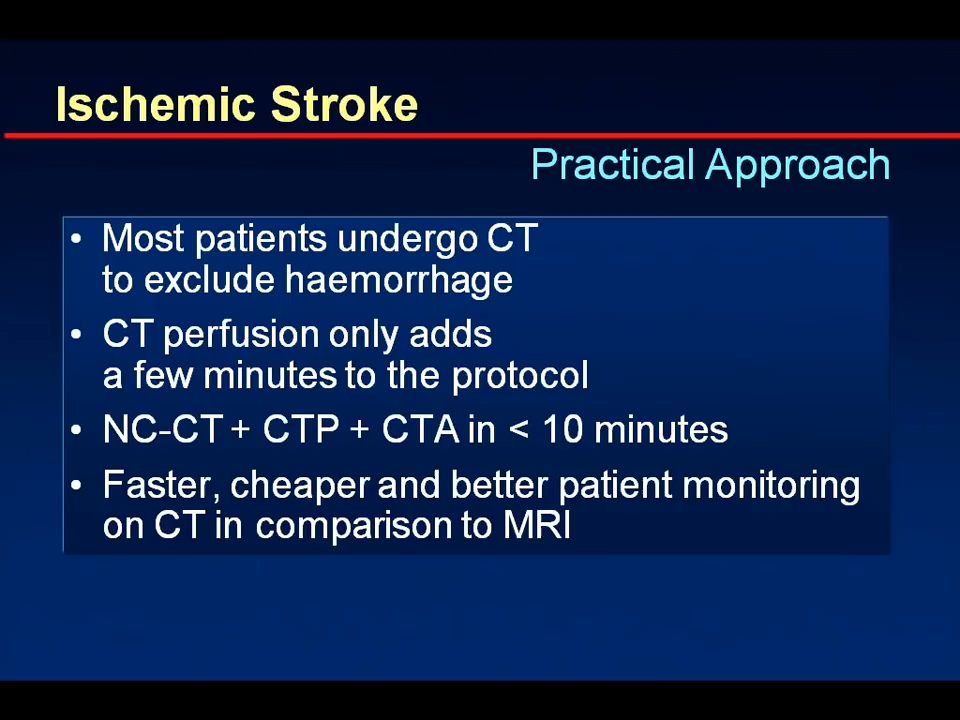 Ischemic Stroke
Practical Approach
• Most patients undergo CT
to exclude haemorrhage
• CT perfusion only adds
a few minutes to the protocol
• NC-CT + CTP + CTA in < 10 minutes
• Faster, cheaper and better patient monitoring
on CT in comparison to MRI